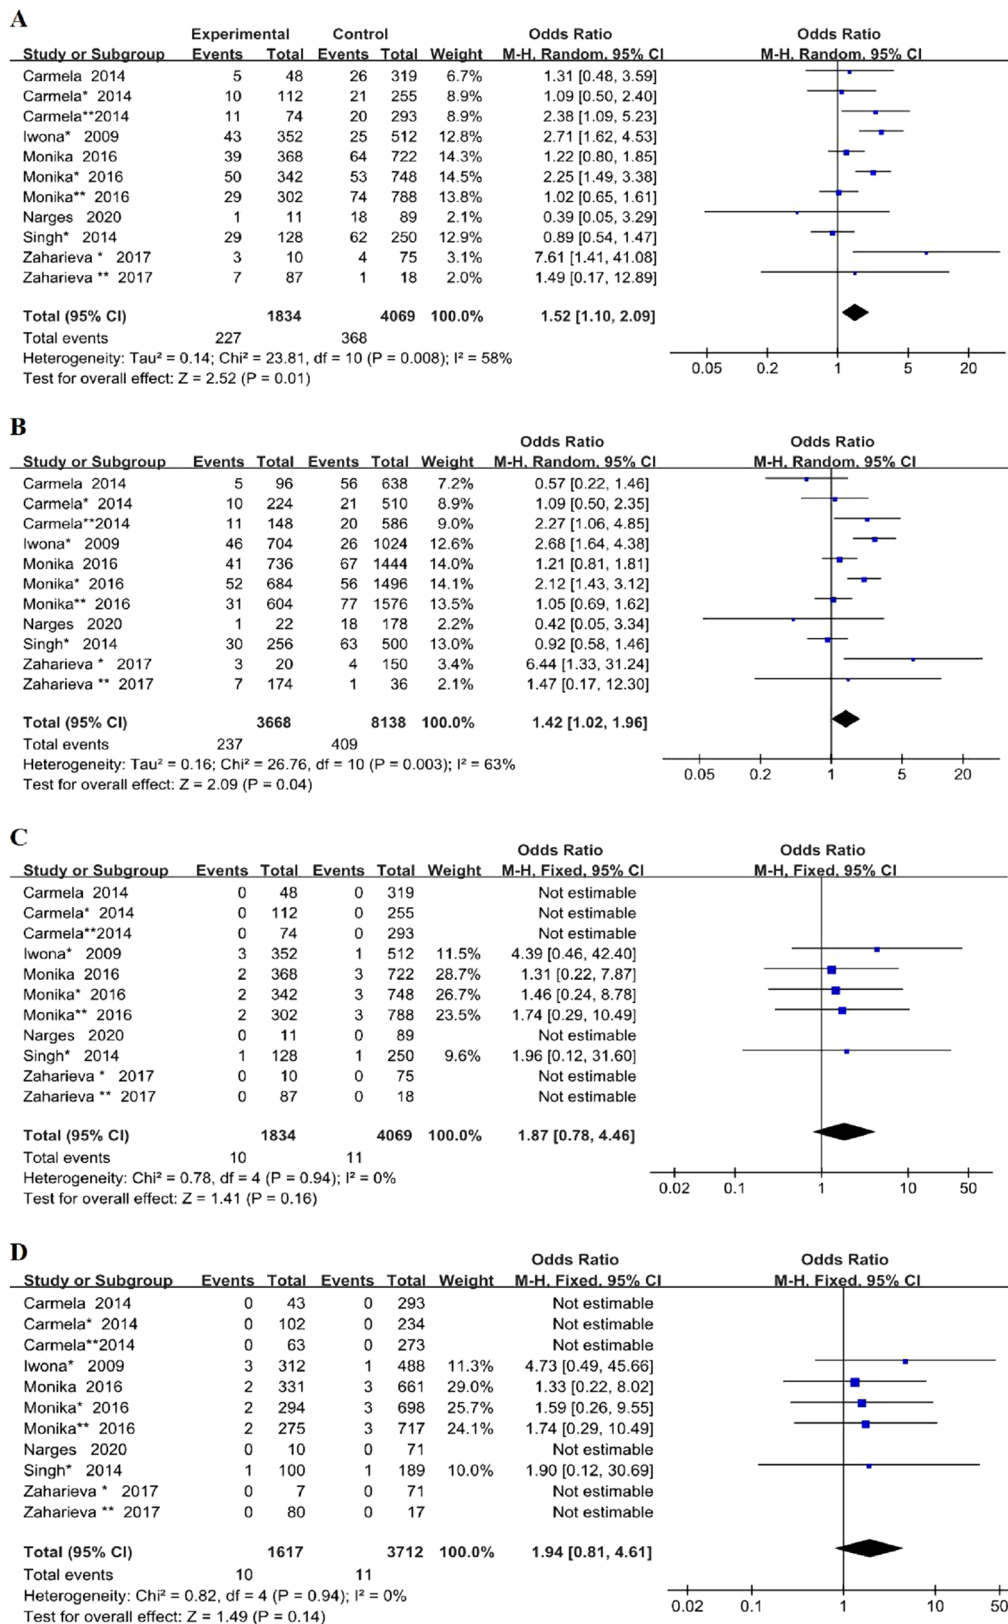 A
Experimental Control Odds Ratio Odds Ratio
Study or Subgroup Events Total Events Total Weight M-H, Random, 95% CI M-H, Random, 95% CI
Carmela 2014 5 48 26 319 6.7% 1.31 [0.48, 3.59]
Carmela* 2014 10 112 21 255 8.9% 1.09 [0.50, 2.40]
Carmela**2014 11 74 20 293 8.9% 2.38 [1.09, 5.23]
Iwona* 2009 43 352 25 512 12.8% 2.71 [1.62, 4.53]
Monika 2016 39 368 64 722 14.3% 1.22 [0.80, 1.85]
Monika* 2016 50 342 53 748 14.5% 2.25 [1.49, 3.38]
Monika** 2016 29 302 74 788 13.8% 1.02 [0.65, 1.61]
Narges 2020 1 11 18 89 2.1% 0.39 [0.05, 3.29]
Singh* 2014 29 128 62 250 12.9% 0.89 [0.54, 1.47]
Zaharieva * 2017 3 10 4 75 3.1% 7.61 [1.41, 41.08]
Zaharieva ** 2017 7 87 1 18 2.0% 1.49 [0.17, 12.89]
Total (95% CI) 1834 4069 100.0% 1.52 [1.10, 2.09]
Total events 227 368
Heterogeneity: Tau² = 0.14; Chi² = 23.81, df = 10 (P = 0.008); I² = 58%
Test for overall effect: Z = 2.52 (P = 0.01)
0.05 0.2 1 5 20
B
Odds Ratio Odds Ratio
Study or Subgroup Events Total Events Total Weight M-H, Random, 95% CI M-H, Random, 95% CI
Carmela 2014 5 96 56 638 7.2% 0.57 [0.22, 1.46]
Carmela* 2014 10 224 21 510 8.9% 1.09 [0.50, 2.35]
Carmela**2014 11 148 20 586 9.0% 2.27 [1.06, 4.85]
Iwona* 2009 46 704 26 1024 12.6% 2.68 [1.64, 4.38]
Monika 2016 41 736 67 1444 14.0% 1.21 [0.81, 1.81]
Monika* 2016 52 684 56 1496 14.1% 2.12 [1.43, 3.12]
Monika** 2016 31 604 77 1576 13.5% 1.05 [0.69, 1.62]
Narges 2020 1 22 18 178 2.2% 0.42 [0.05, 3.34]
Singh* 2014 30 256 63 500 13.0% 0.92 [0.58, 1.46]
Zaharieva * 2017 3 20 4 150 3.4% 6.44 [1.33, 31.24]
Zaharieva ** 2017 7 174 1 36 2.1% 1.47 [0.17, 12.30]
Total (95% CI) 3668 8138 100.0% 1.42 [1.02, 1.96]
Total events 237 409
Heterogeneity: Tau² = 0.16; Chi² = 26.76, df = 10 (P = 0.003); I² = 63%
Test for overall effect: Z = 2.09 (P = 0.04)
0.05 0.2 1 5 20
C
Odds Ratio Odds Ratio
Study or Subgroup Events Total Events Total Weight M-H, Fixed, 95% CI M-H, Fixed, 95% CI
Carmela 2014 0 48 0 319 Not estimable
Carmela* 2014 0 112 0 255 Not estimable
Carmela**2014 0 74 0 293 Not estimable
Iwona* 2009 3 352 1 512 11.5% 4.39 [0.46, 42.40]
Monika 2016 2 368 3 722 28.7% 1.31 [0.22, 7.87]
Monika* 2016 2 342 3 748 26.7% 1.46 [0.24, 8.78]
Monika** 2016 2 302 3 788 23.5% 1.74 [0.29, 10.49]
Narges 2020 0 11 0 89 Not estimable
Singh* 2014 1 128 1 250 9.6% 1.96 [0.12, 31.60]
Zaharieva * 2017 0 10 0 75 Not estimable
Zaharieva ** 2017 0 87 0 18 Not estimable
Total (95% CI) 1834 4069 100.0% 1.87 [0.78, 4.46]
Total events 10 11
Heterogeneity: Chi² = 0.78, df = 4 (P = 0.94); I² = 0%
Test for overall effect: Z = 1.41 (P = 0.16)
0.02 0.1 1 10 50
D
Odds Ratio Odds Ratio
Study or Subgroup Events Total Events Total Weight M-H, Fixed, 95% CI M-H, Fixed, 95% CI
Carmela 2014 0 43 0 293 Not estimable
Carmela* 2014 0 102 0 234 Not estimable
Carmela**2014 0 63 0 273 Not estimable
Iwona* 2009 3 312 1 488 11.3% 4.73 [0.49, 45.66]
Monika 2016 2 331 3 661 29.0% 1.33 [0.22, 8.02]
Monika* 2016 2 294 3 698 25.7% 1.59 [0.26, 9.55]
Monika** 2016 2 275 3 717 24.1% 1.74 [0.29, 10.49]
Narges 2020 0 10 0 71 Not estimable
Singh* 2014 1 100 1 189 10.0% 1.90 [0.12, 30.69]
Zaharieva * 2017 0 7 0 71 Not estimable
Zaharieva ** 2017 0 80 0 17 Not estimable
Total (95% CI) 1617 3712 100.0% 1.94 [0.81, 4.61]
Total events 10 11
Heterogeneity: Chi² = 0.82, df = 4 (P = 0.94); I² = 0%
Test for overall effect: Z = 1.49 (P = 0.14)
0.02 0.1 1 10 50